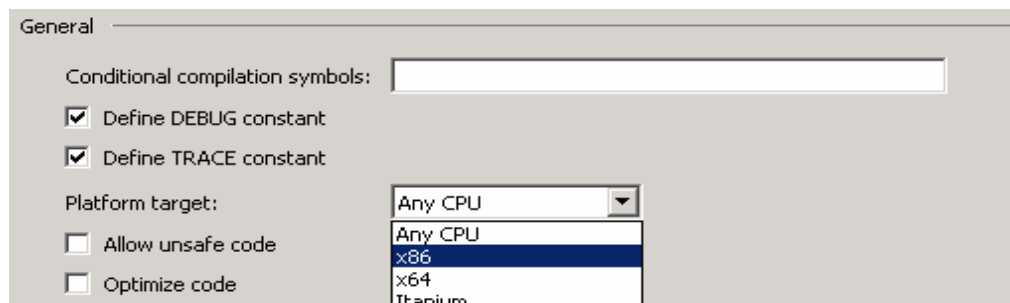 General
Conditional compilation symbols:
Define DEBUG constant
Define TRACE constant
Platform target: Any CPU
Any CPU
Allow unsafe code
x86
x64
Optimize code
Itanium